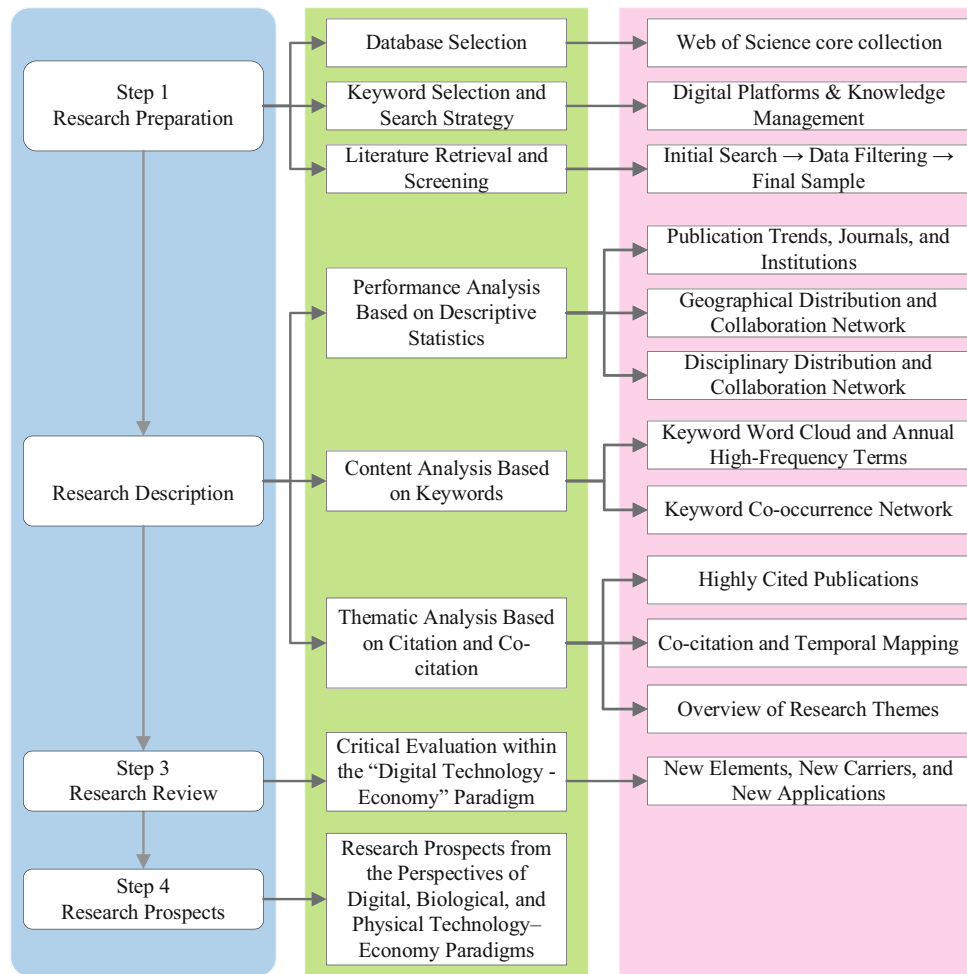 Step 1
Research Preparation
Database Selection
Web of Science core collection
Keyword Selection and
Search Strategy
Digital Platforms & Knowledge
Management
Literature Retrieval and
Screening
Initial Search → Data Filtering →
Final Sample
Research Description
Performance Analysis
Based on Descriptive
Statistics
Publication Trends, Journals, and
Institutions
Geographical Distribution and
Collaboration Network
Disciplinary Distribution and
Collaboration Network
Content Analysis Based
on Keywords
Keyword Word Cloud and Annual
High-Frequency Terms
Keyword Co-occurrence Network
Thematic Analysis Based
on Citation and Co-
citation
Highly Cited Publications
Co-citation and Temporal Mapping
Overview of Research Themes
Step 3
Research Review
Critical Evaluation within
the “Digital Technology -
Economy” Paradigm
New Elements, New Carriers, and
New Applications
Step 4
Research Prospects
Research Prospects from
the Perspectives of
Digital, Biological, and
Physical Technology–
Economy Paradigms